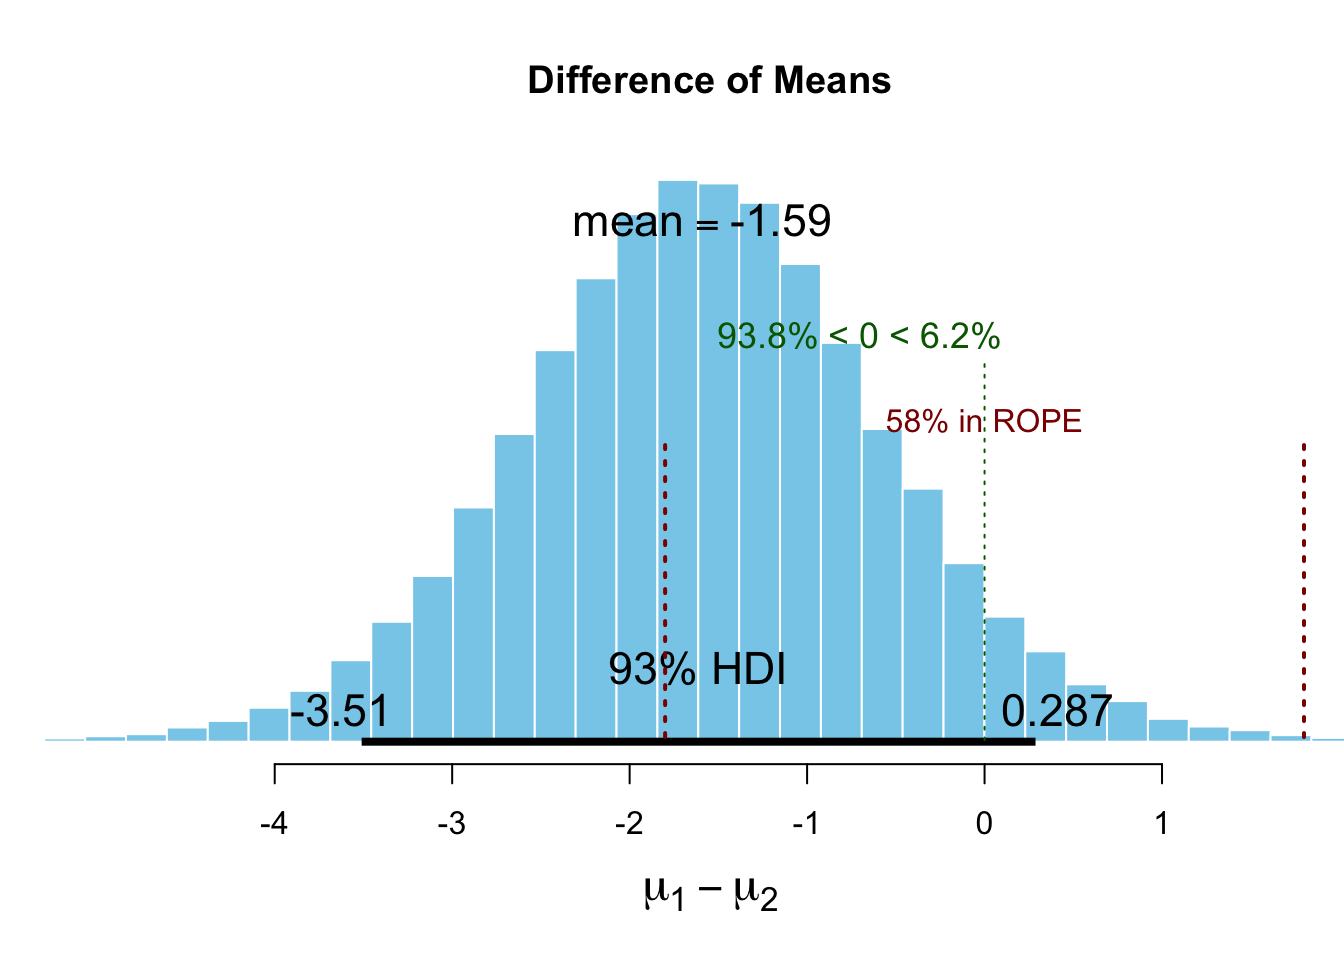 Difference of Means
mean = -1.59
93.8% < 0 < 6.2%
58% in ROPE
93% HDI
-3.51 0.287
-4 -3 -2 -1 0 1
μ₁ − μ₂